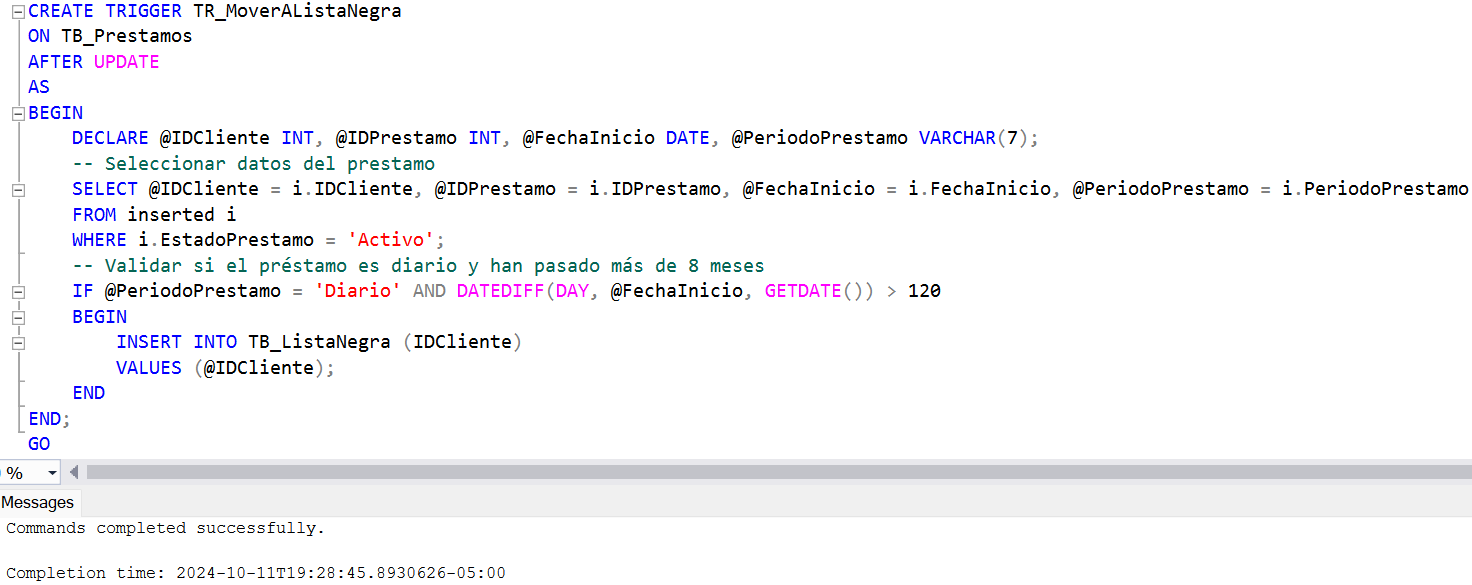 CREATE TRIGGER TR_MoverAListaNegra
ON TB_Prestamos
AFTER UPDATE
AS
BEGIN
    DECLARE @IDCliente INT, @IDPrestamo INT, @FechaInicio DATE, @PeriodoPrestamo VARCHAR(7);
    -- Seleccionar datos del prestamo
    SELECT @IDCliente = i.IDCliente, @IDPrestamo = i.IDPrestamo, @FechaInicio = i.FechaInicio, @PeriodoPrestamo = i.PeriodoPrestamo
    FROM inserted i
    WHERE i.EstadoPrestamo = 'Activo';
    -- Validar si el préstamo es diario y han pasado más de 8 meses
    IF @PeriodoPrestamo = 'Diario' AND DATEDIFF(DAY, @FechaInicio, GETDATE()) > 120
    BEGIN
        INSERT INTO TB_ListaNegra (IDCliente)
        VALUES (@IDCliente);
    END
END;
GO
%
Messages
Commands completed successfully.
Completion time: 2024-10-11T19:28:45.8930626-05:00